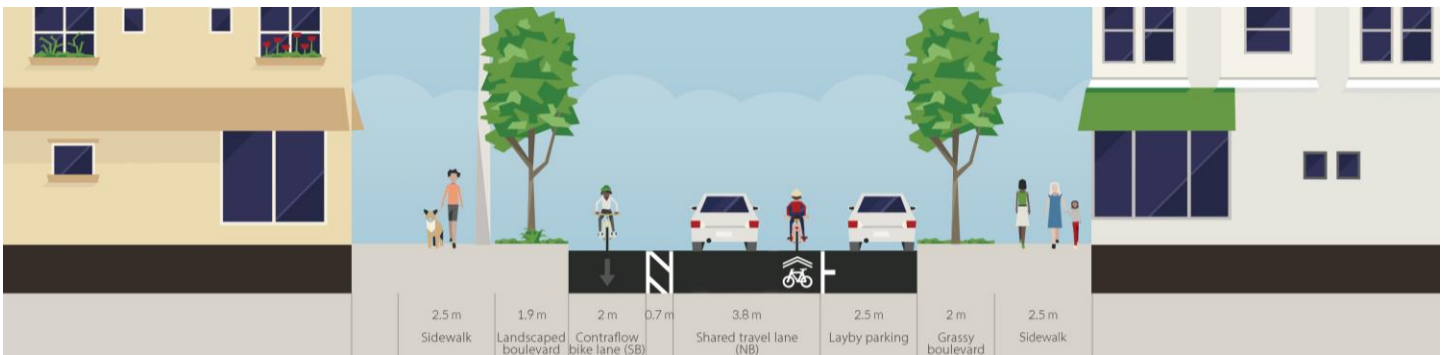 2.5 m
Sidewalk
1.9 m
Landscaped
boulevard
2 m
Contraflow
bike lane (SB)
0.7 m
3.8 m
Shared travel lane
(NB)
2.5 m
Layby parking
2 m
Grassy
boulevard
2.5 m
Sidewalk